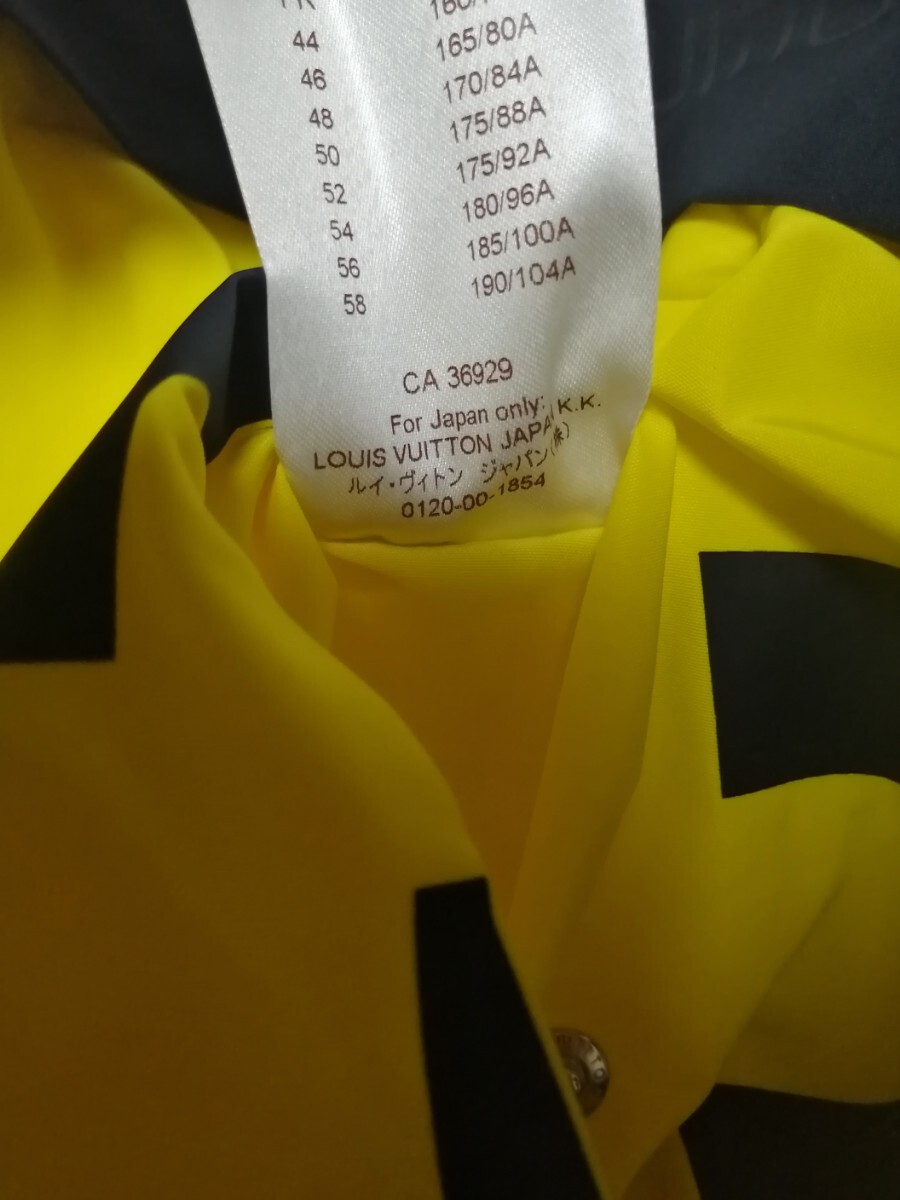 FR
44 165/80A
46 170/84A
48 175/88A
50 175/92A
52 180/96A
54 185/100A
56 190/104A
58
CA 36929
For Japan only:
LOUIS VUITTON JAPAN K.K.
ルイ・ヴィトン ジャパン(株)
0120-00-1854